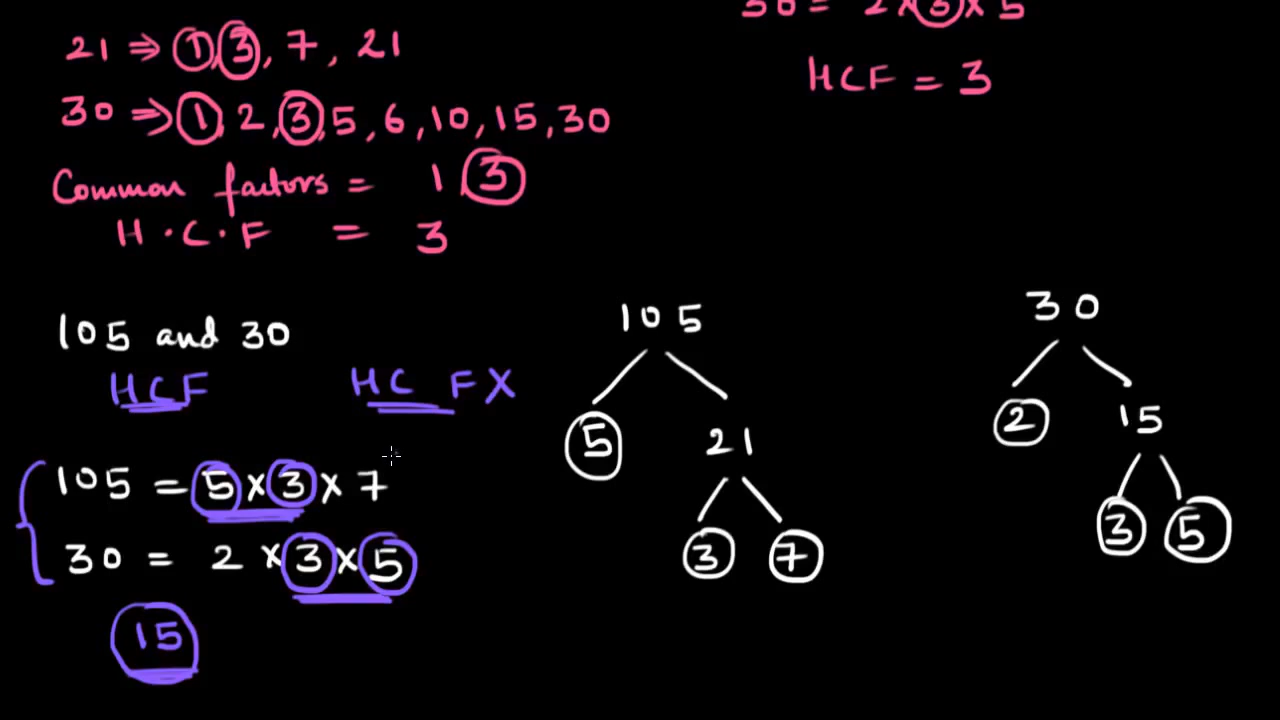 30 = 2 × 3 × 5
21 ⇒ 1, 3, 7, 21
HCF = 3
30 ⇒ 1, 2, 3, 5, 6, 10, 15, 30
Common factors = 1 3
H.C.F = 3
105 and 30
HCF HC FX
105 = 5 × 3 × 7
30 = 2 × 3 × 5
15
105
5 21
3 7
30
2 15
3 5